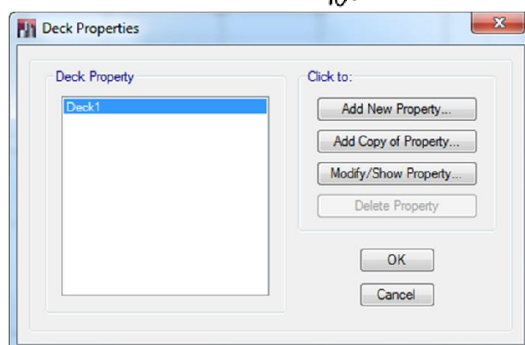 Deck Properties
Deck Property
Deck1
Click to:
Add New Property...
Add Copy of Property...
Modify/Show Property...
Delete Property
OK
Cancel